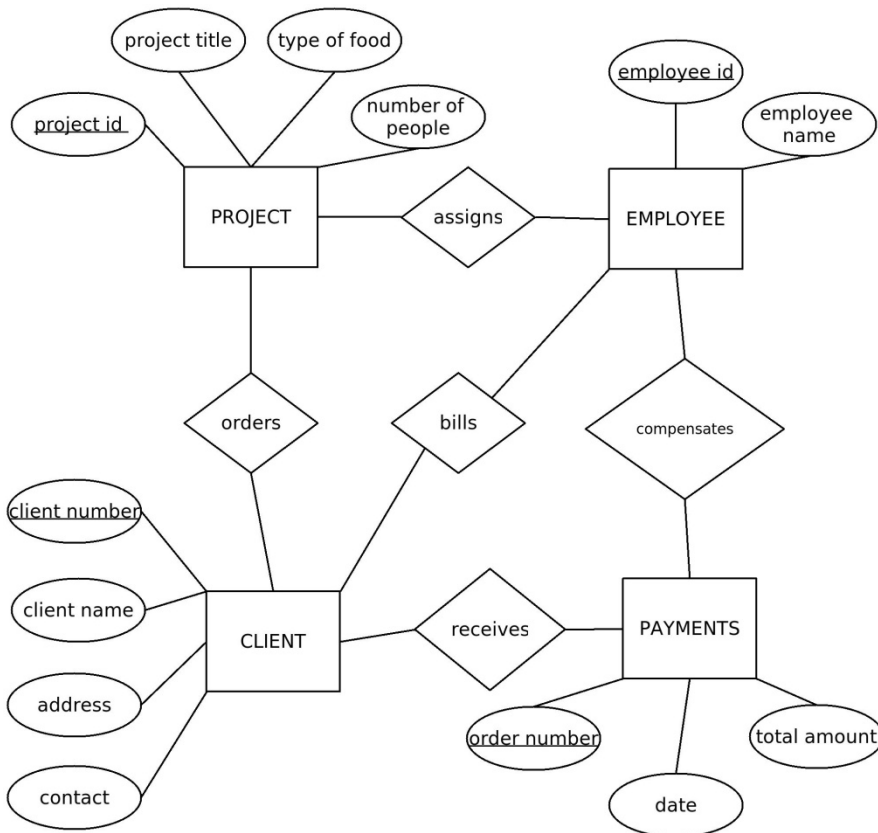 project title
type of food
employee id
project id
number of
people
employee
name
PROJECT
assigns
EMPLOYEE
orders
bills
compensates
client number
client name
CLIENT
receives
PAYMENTS
address
order number
total amount
contact
date